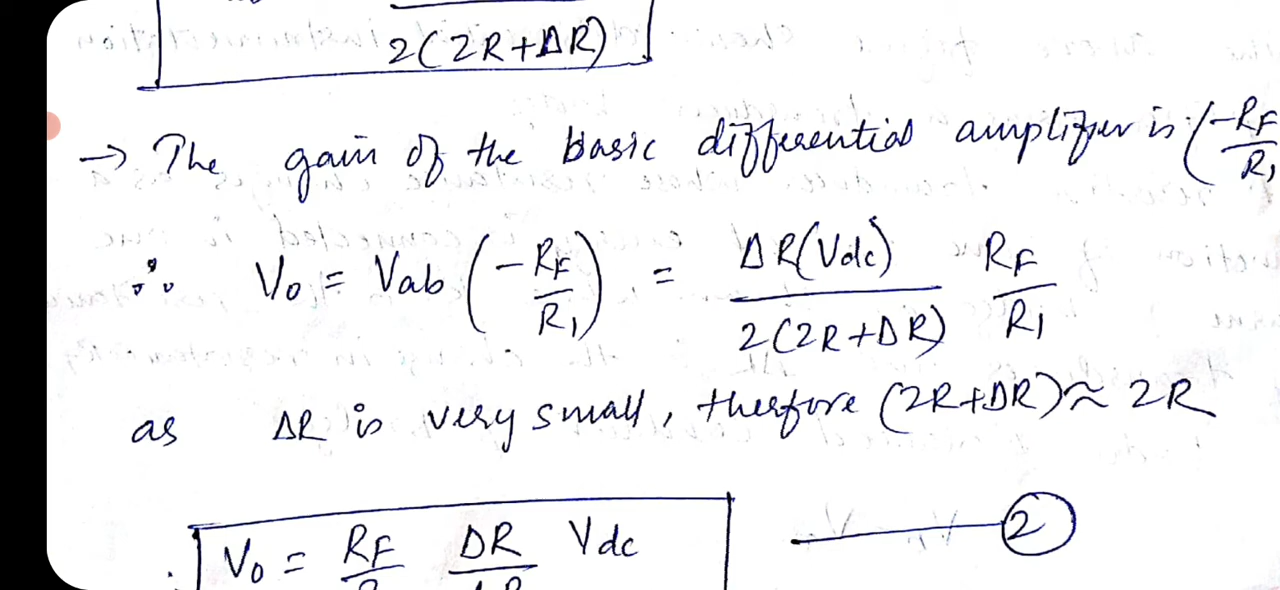 2(2R+ΔR)
→ The gain of the basic differential amplifier is (-RF/R1
∴ Vo = Vab (-RF/R1) = ΔR(Vdc)/2(2R+ΔR) RF/R1
as ΔR is very small, therfore (2R+ΔR) ≈ 2R
Vo = RF ΔR Vdc — 2